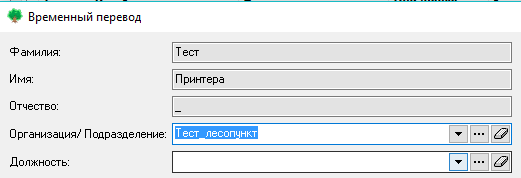 Временный перевод
Фамилия: Тест
Имя: Принтера
Отчество: _
Организация/ Подразделение: Тест_лесопункт
Должность: